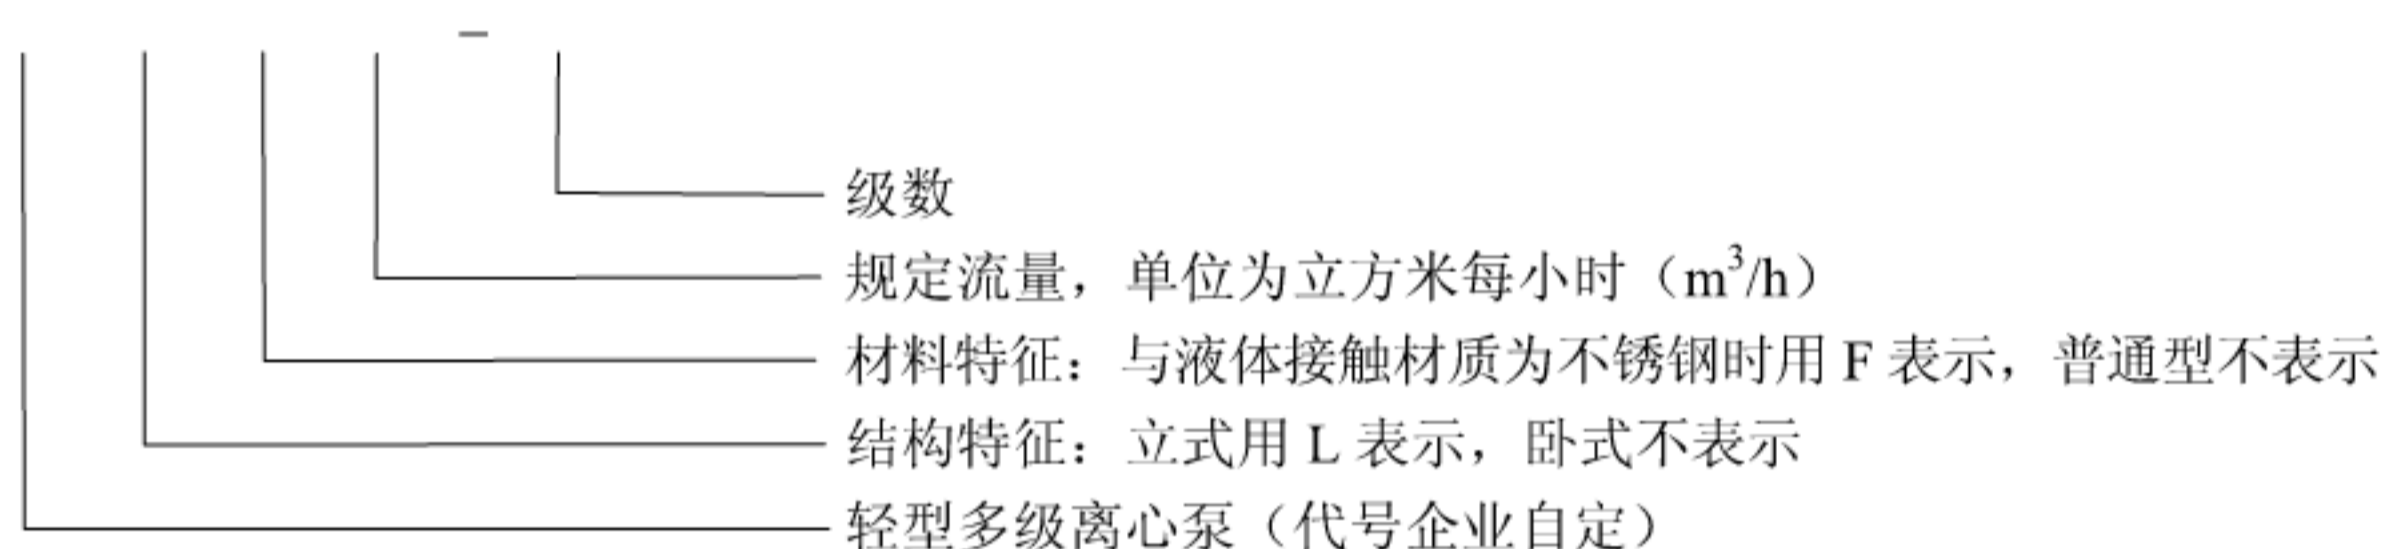 —
级数
规定流量，单位为立方米每小时（m³/h）
材料特征：与液体接触材质为不锈钢时用 F 表示，普通型不表示
结构特征：立式用 L 表示，卧式不表示
轻型多级离心泵（代号企业自定）